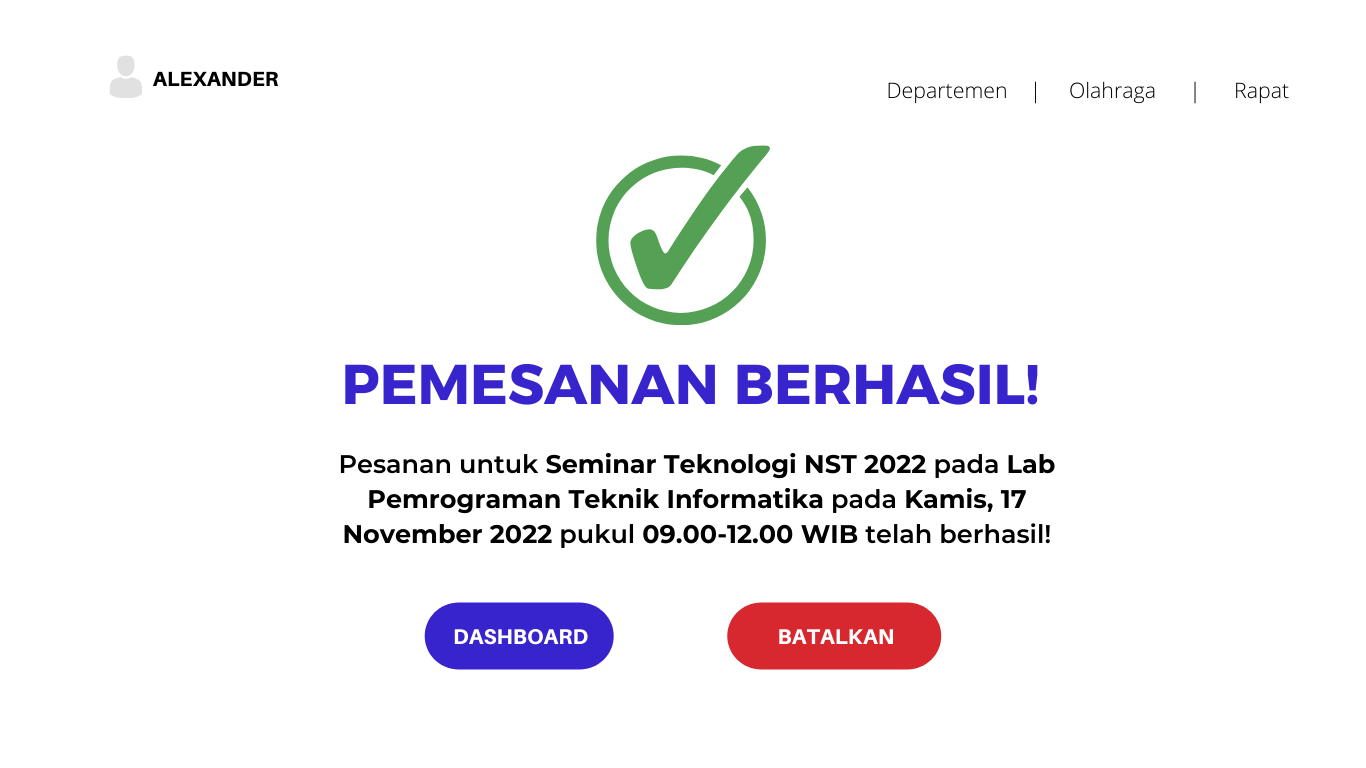 ALEXANDER
Departemen | Olahraga | Rapat
PEMESANAN BERHASIL!
Pesanan untuk Seminar Teknologi NST 2022 pada Lab
Pemrograman Teknik Informatika pada Kamis, 17
November 2022 pukul 09.00-12.00 WIB telah berhasil!
DASHBOARD
BATALKAN